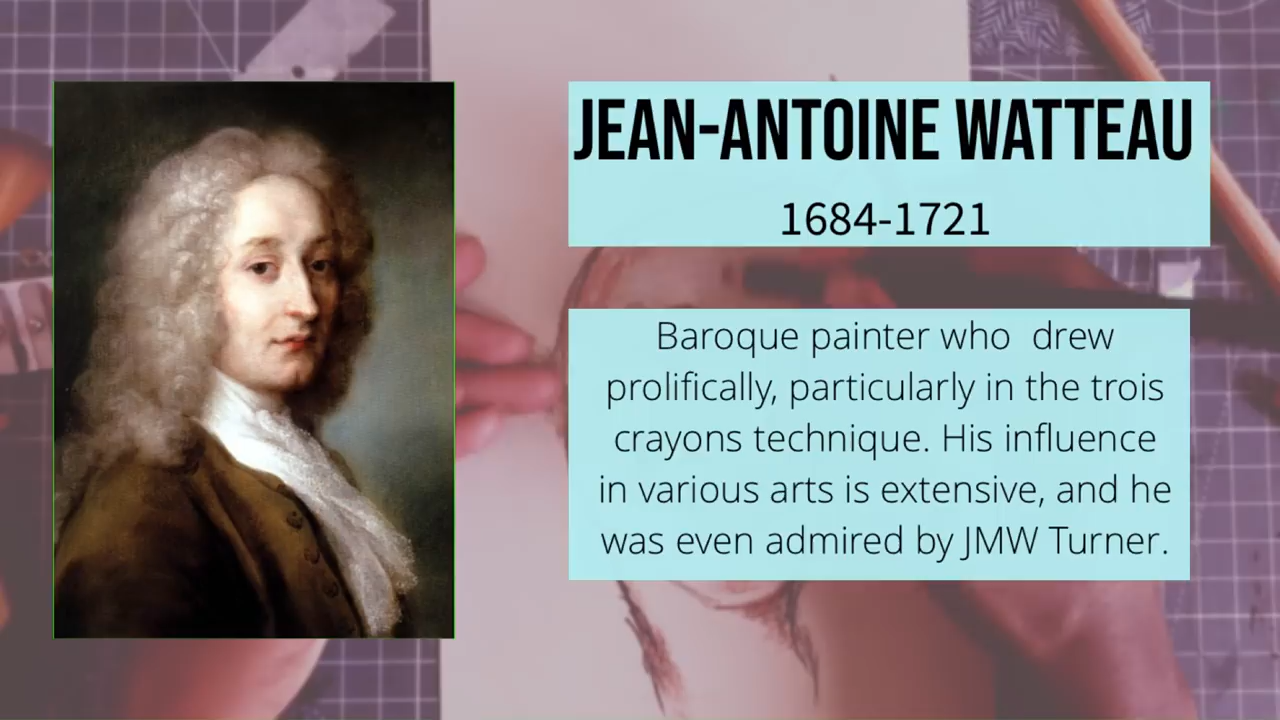 JEAN-ANTOINE WATTEAU
1684-1721
Baroque painter who  drew
prolifically, particularly in the trois
crayons technique. His influence
in various arts is extensive, and he
was even admired by JMW Turner.